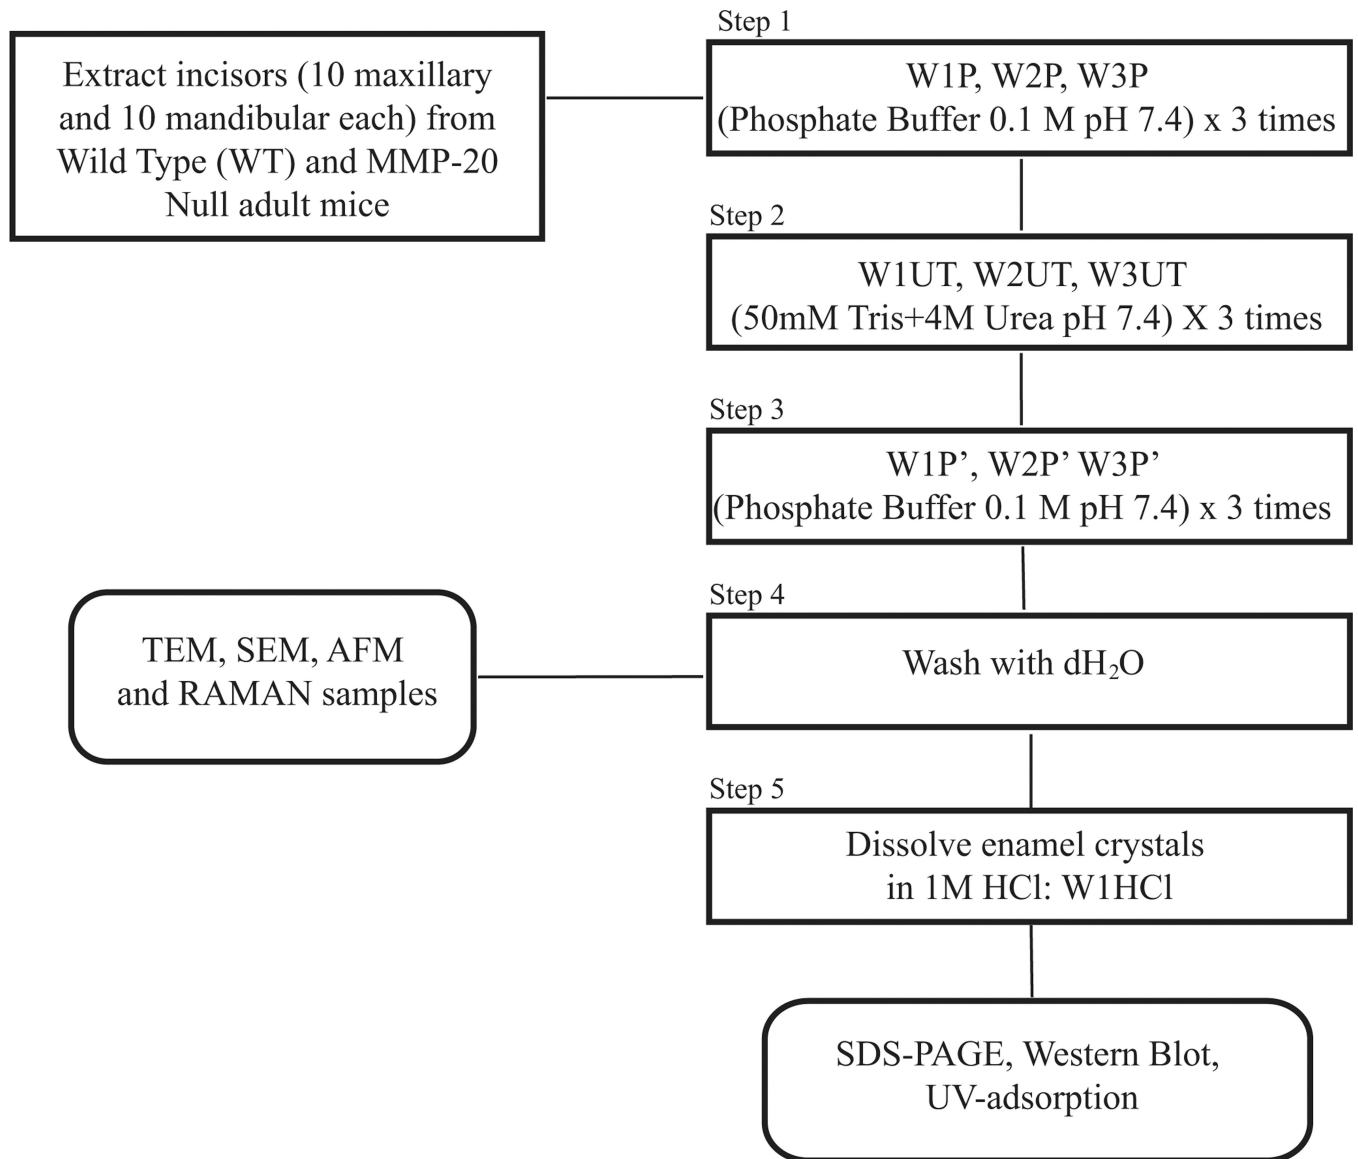 Extract incisors (10 maxillary
and 10 mandibular each) from
Wild Type (WT) and MMP-20
Null adult mice
Step 1
W1P, W2P, W3P
(Phosphate Buffer 0.1 M pH 7.4) x 3 times
Step 2
W1UT, W2UT, W3UT
(50mM Tris+4M Urea pH 7.4) X 3 times
Step 3
W1P’, W2P’ W3P’
(Phosphate Buffer 0.1 M pH 7.4) x 3 times
Step 4
Wash with dH₂O
TEM, SEM, AFM
and RAMAN samples
Step 5
Dissolve enamel crystals
in 1M HCl: W1HCl
SDS-PAGE, Western Blot,
UV-adsorption